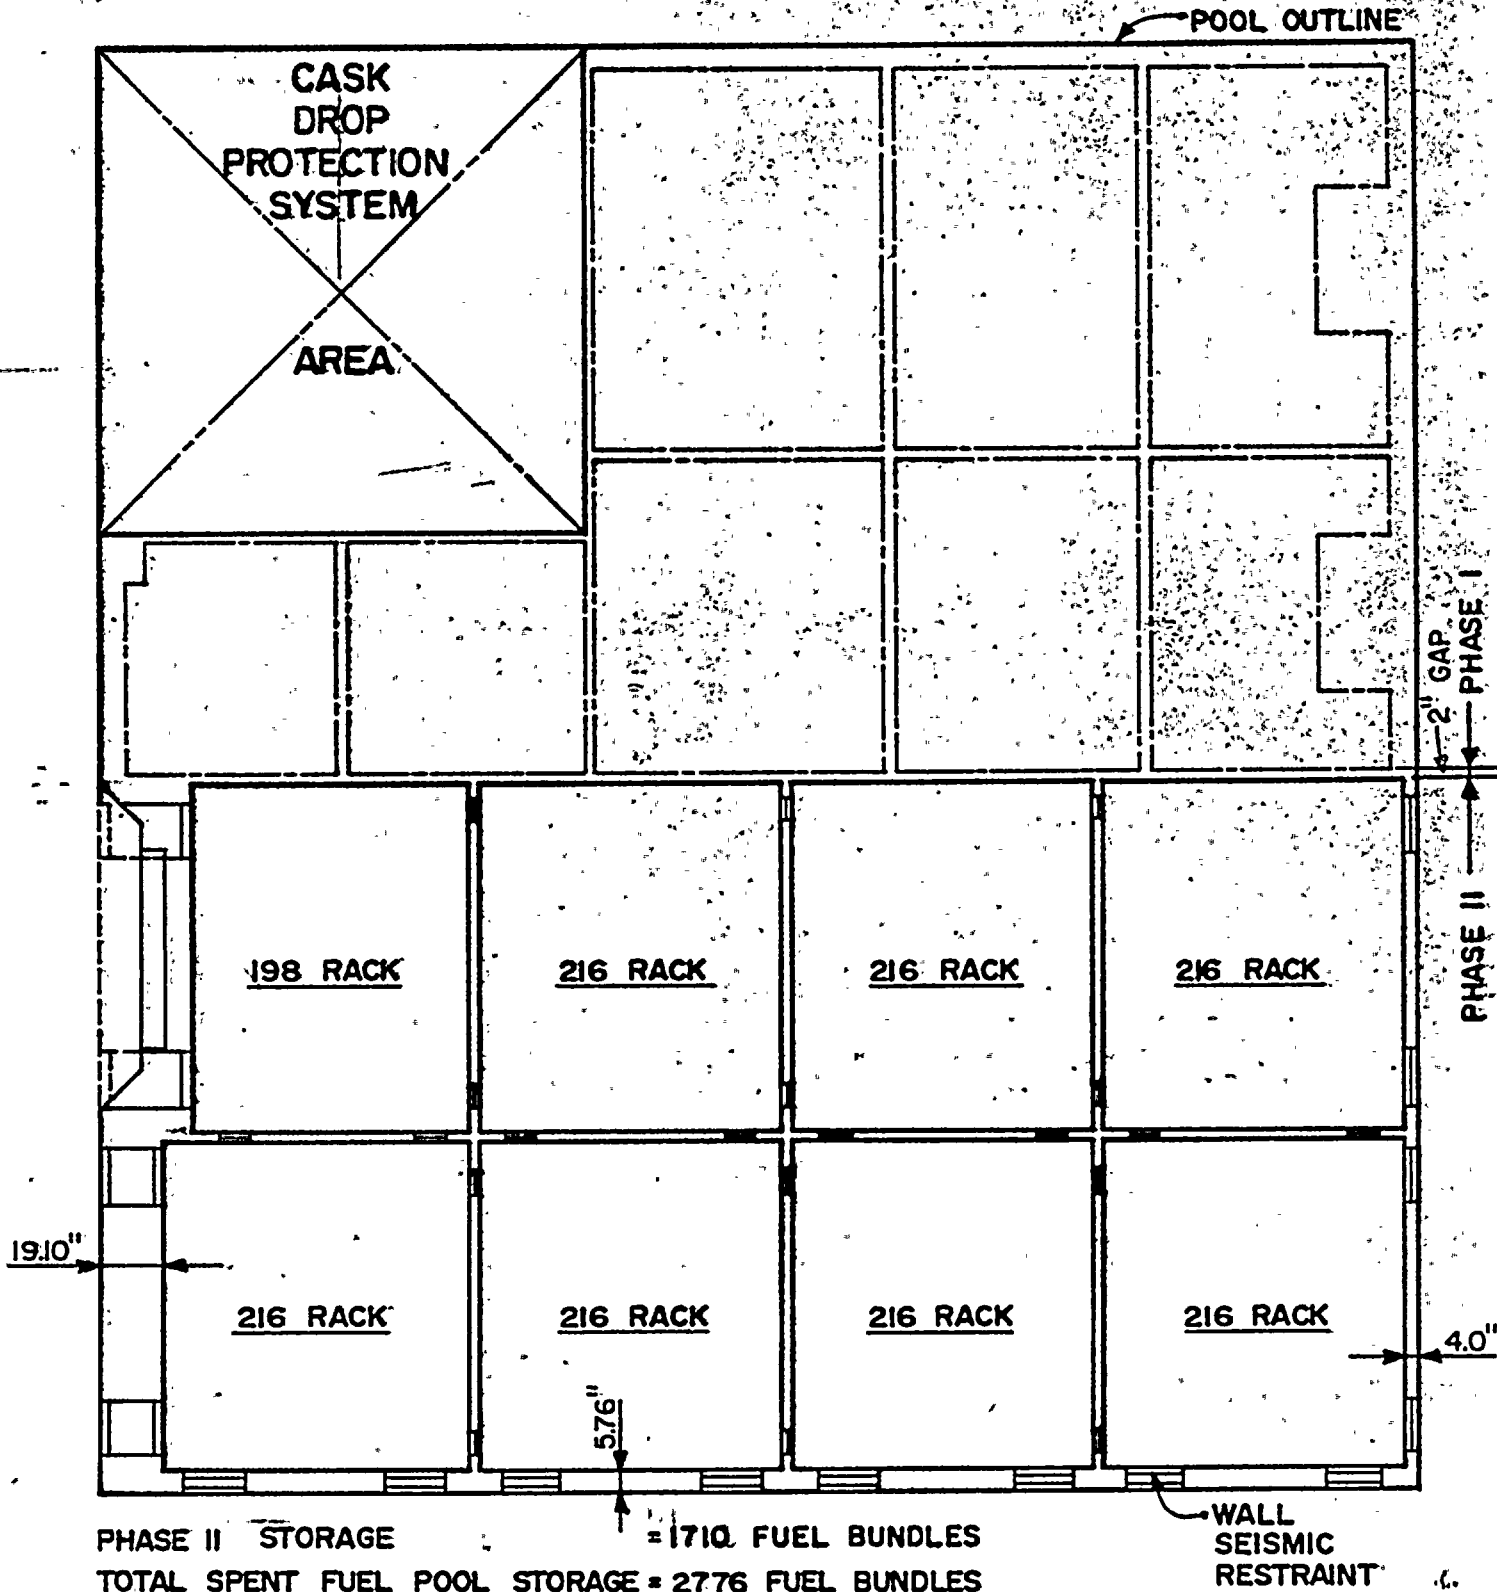 POOL OUTLINE
CASK
DROP
PROTECTION
SYSTEM
AREA
2" GAP
PHASE I
PHASE II
198 RACK
216 RACK
216 RACK
216 RACK
19.10"
216 RACK
216 RACK
216 RACK
216 RACK
4.0"
5.76"
WALL
SEISMIC
RESTRAINT
PHASE II STORAGE = 1710 FUEL BUNDLES
TOTAL SPENT FUEL POOL STORAGE = 2776 FUEL BUNDLES